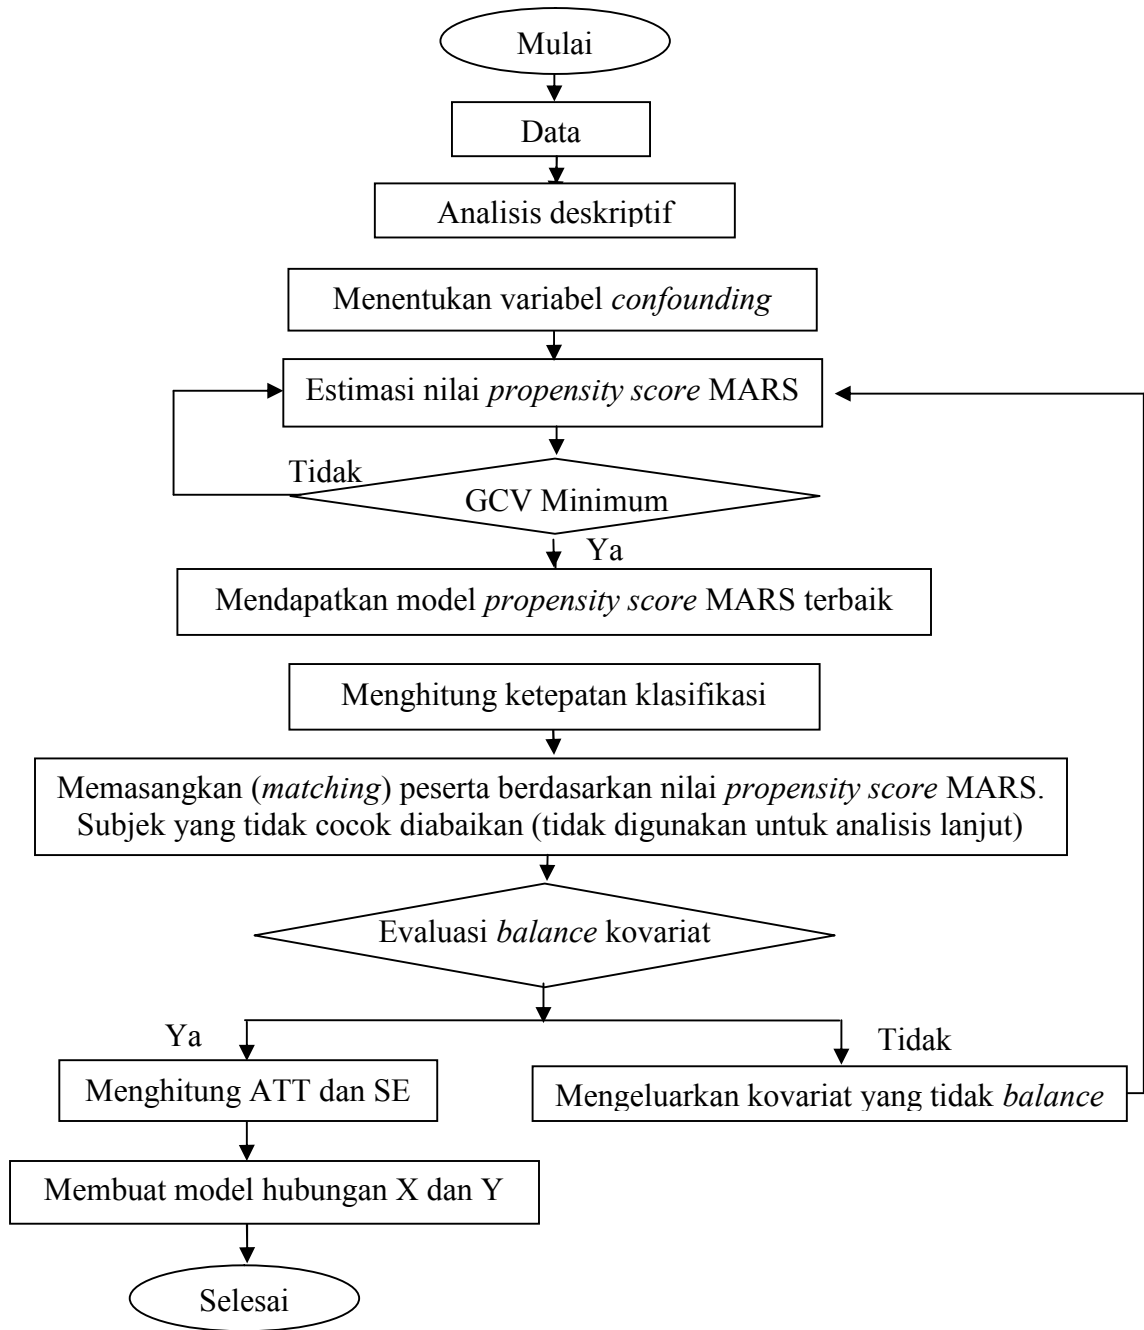 Mulai
Data
Analisis deskriptif
Menentukan variabel confounding
Estimasi nilai propensity score MARS
Tidak
GCV Minimum
Ya
Mendapatkan model propensity score MARS terbaik
Menghitung ketepatan klasifikasi
Memasangkan (matching) peserta berdasarkan nilai propensity score MARS.
Subjek yang tidak cocok diabaikan (tidak digunakan untuk analisis lanjut)
Evaluasi balance kovariat
Ya
Tidak
Menghitung ATT dan SE
Mengeluarkan kovariat yang tidak balance
Membuat model hubungan X dan Y
Selesai